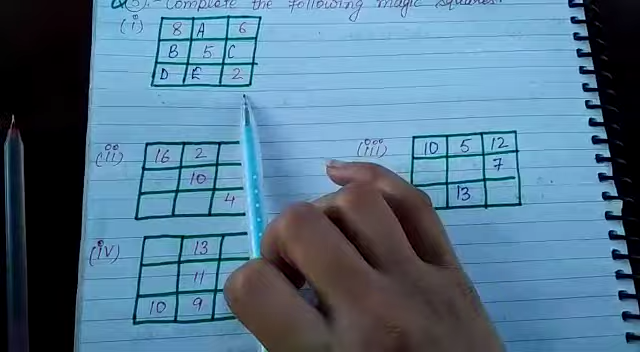 Q(5):- Complete the following magic squares:
(i)
8 A 6
B 5 C
D E 2
(ii)
16 2
10
4
(iii)
10 5 12
7
13
(iv)
13
11
10 9